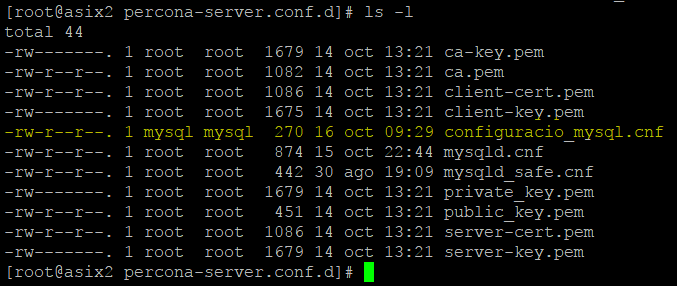 [root@asix2 percona-server.conf.d]# ls -l
total 44
-rw-------. 1 root  root  1679 14 oct 13:21 ca-key.pem
-rw-r--r--. 1 root  root  1082 14 oct 13:21 ca.pem
-rw-r--r--. 1 root  root  1086 14 oct 13:21 client-cert.pem
-rw-------. 1 root  root  1675 14 oct 13:21 client-key.pem
-rw-r--r--. 1 mysql mysql  270 16 oct 09:29 configuracio_mysql.cnf
-rw-r--r--. 1 root  root   874 15 oct 22:44 mysqld.cnf
-rw-r--r--. 1 root  root   442 30 ago 19:09 mysqld_safe.cnf
-rw-------. 1 root  root  1679 14 oct 13:21 private_key.pem
-rw-r--r--. 1 root  root   451 14 oct 13:21 public_key.pem
-rw-r--r--. 1 root  root  1086 14 oct 13:21 server-cert.pem
-rw-------. 1 root  root  1679 14 oct 13:21 server-key.pem
[root@asix2 percona-server.conf.d]#